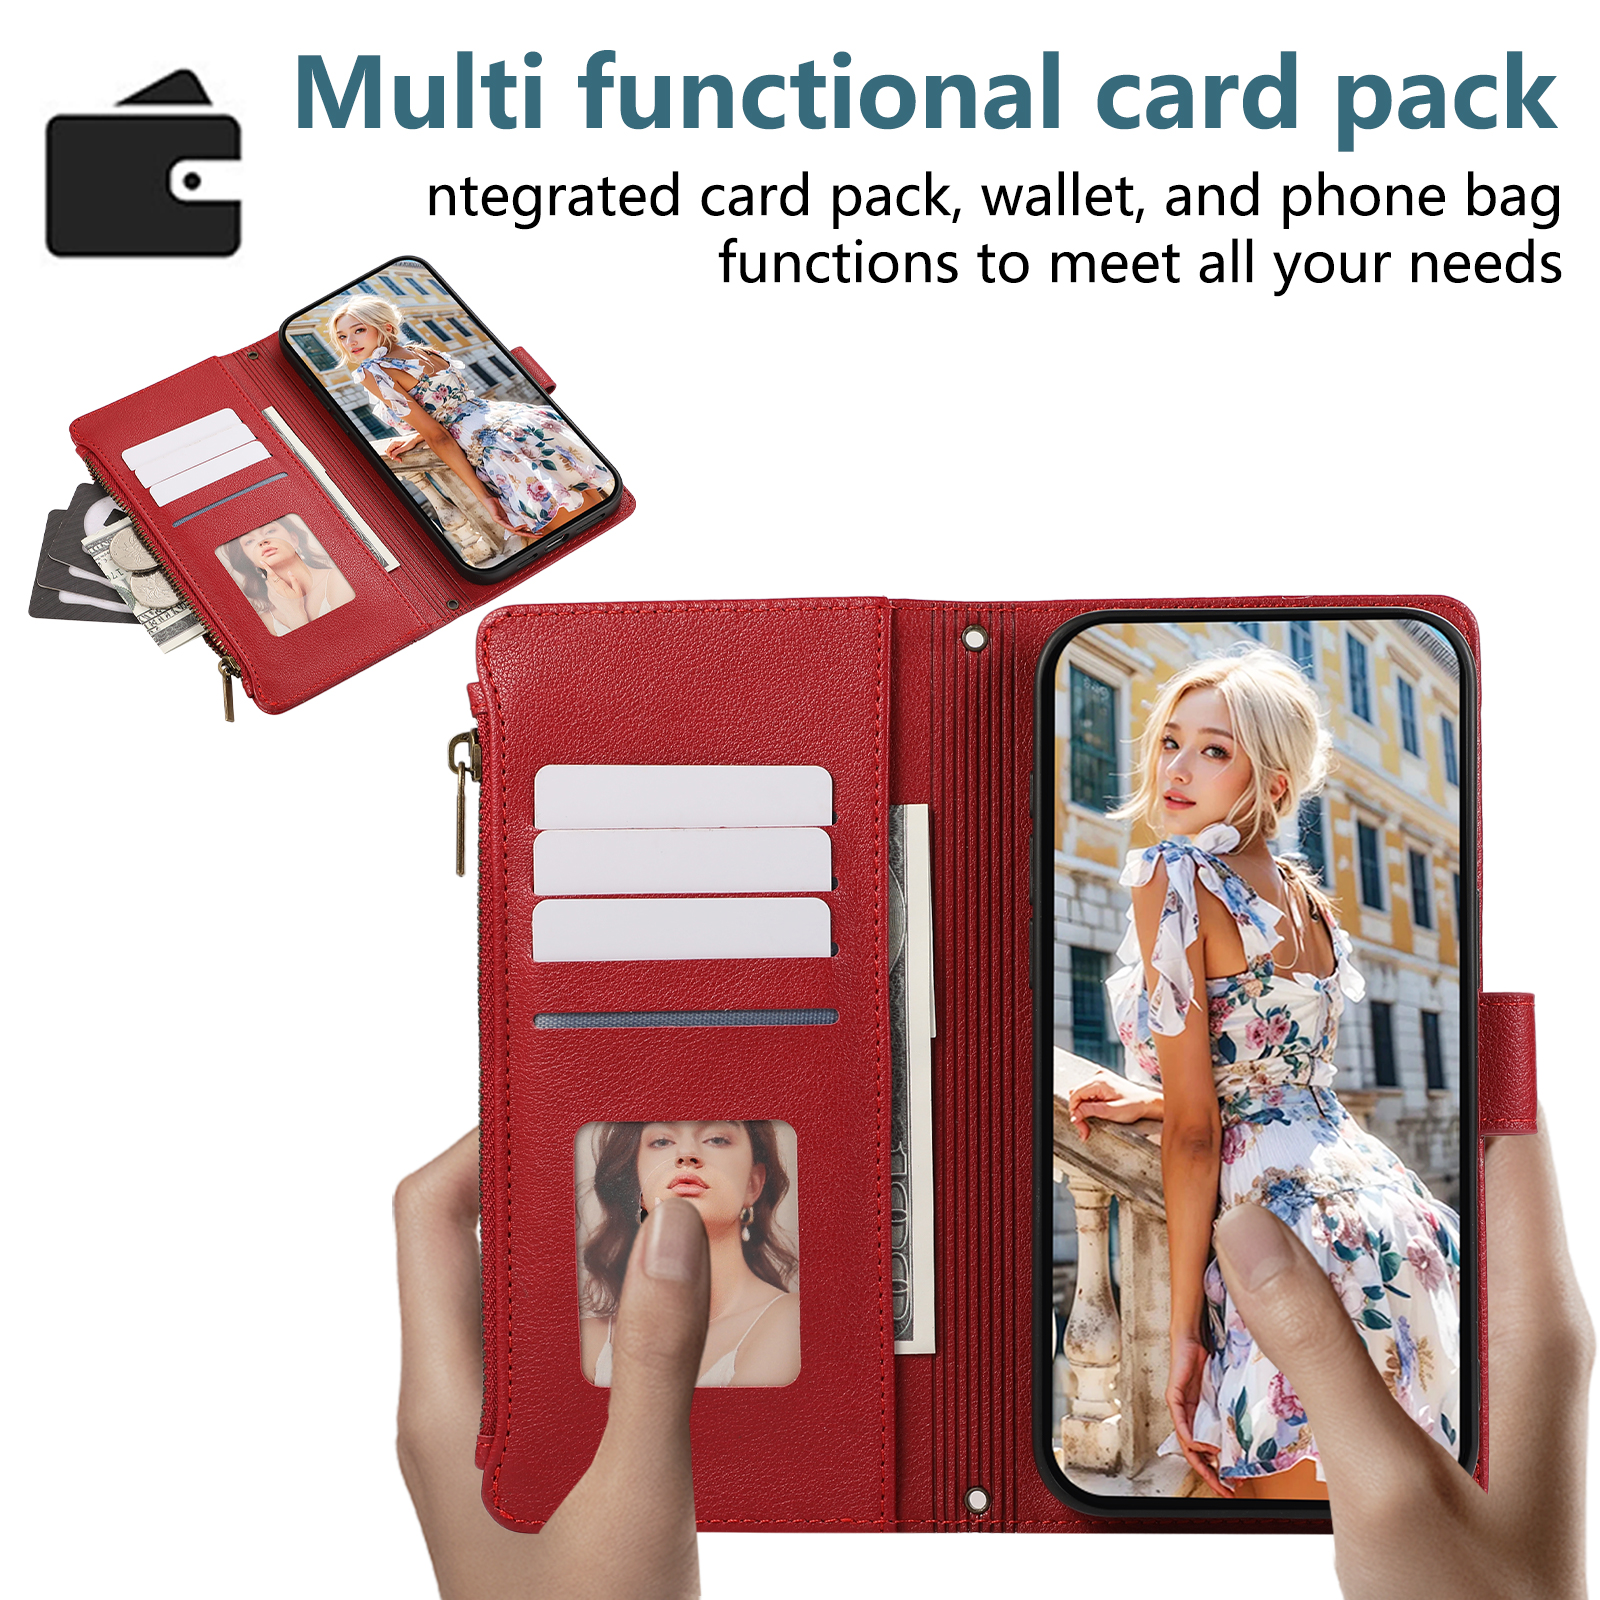 Multi functional card pack
ntegrated card pack, wallet, and phone bag
functions to meet all your needs